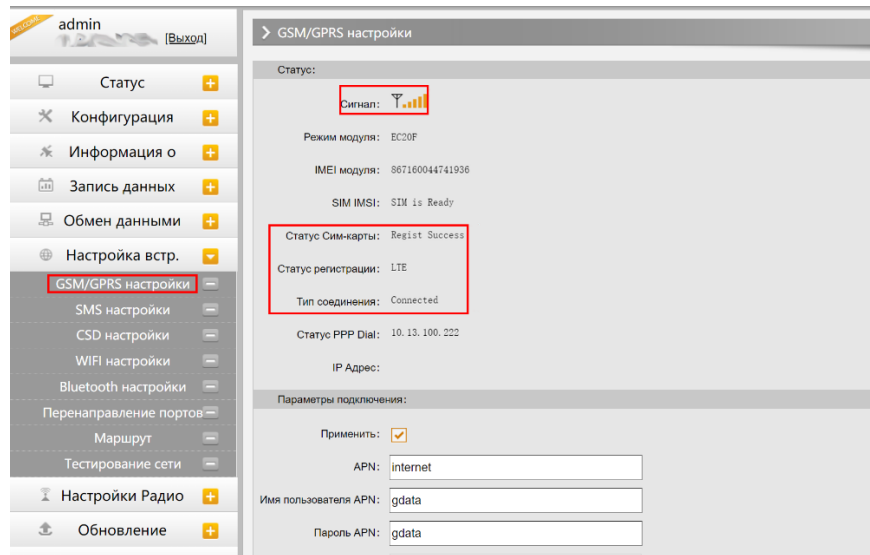 WELCOME
admin
[Выход]
Статус
Конфигурация
Информация о
Запись данных
Обмен данными
Настройка встр.
GSM/GPRS настройки
SMS настройки
CSD настройки
WIFI настройки
Bluetooth настройки
Перенаправление портов
Маршрут
Тестирование сети
Настройки Радио
Обновление
GSM/GPRS настройки
Статус:
Сигнал:
Режим модуля: EC20F
IMEI модуля: 867160044741936
SIM IMSI: SIM is Ready
Статус Сим-карты: Regist Success
Статус регистрации: LTE
Тип соединения: Connected
Статус PPP Dial: 10.13.100.222
IP Адрес:
Параметры подключения:
Применить:
APN: internet
Имя пользователя APN: gdata
Пароль APN: gdata